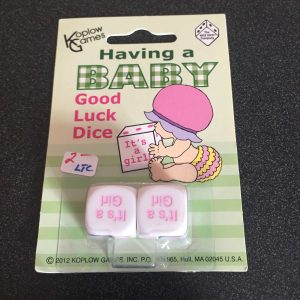 Koplow
Games
Having a
BABY
Good
Luck
Dice
It's
a
girl
2-
LTC
It's a
Girl
It's a
Girl
© 2012 KOPLOW GAMES, INC. P.O. 965, Hull, MA 02045 U.S.A.